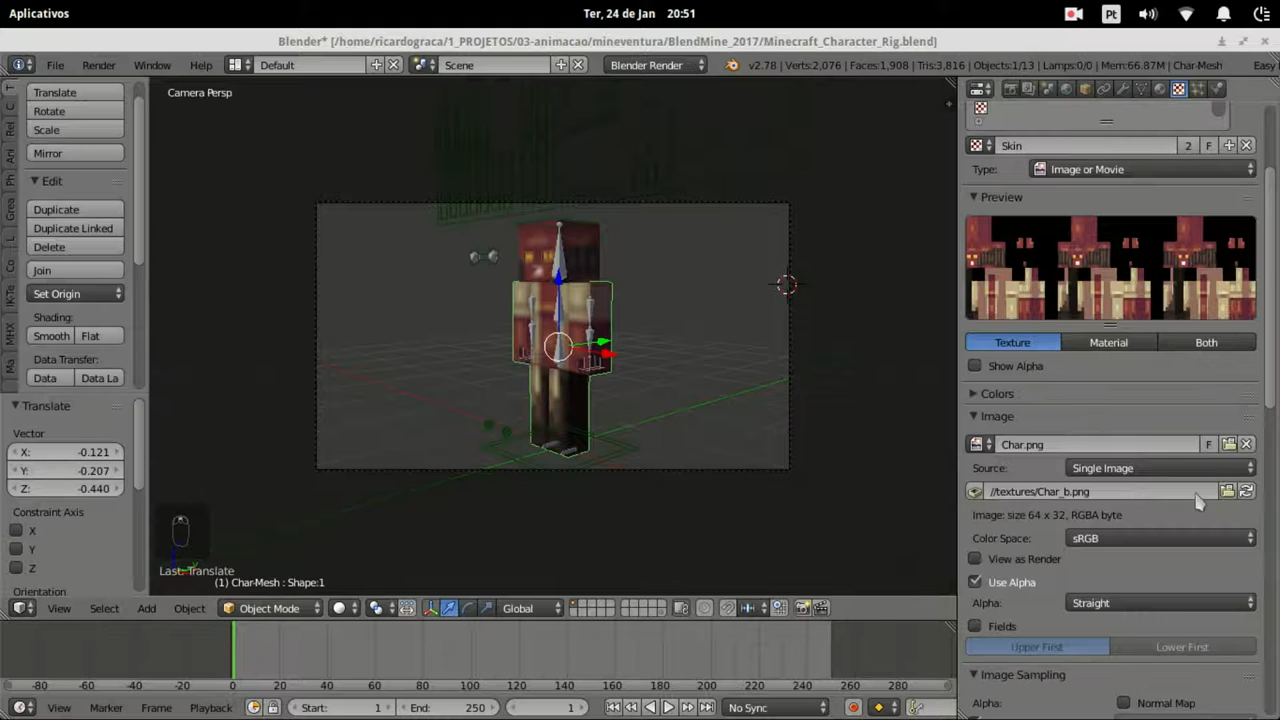 Aplicativos
Ter, 24 de Jan 20:51
Pt
Blender* [/home/ricardograca/1_PROJETOS/03-animacao/mineventura/BlendMine_2017/Minecraft_Character_Rig.blend]
File Render Window Help Default Scene Blender Render v2.78 | Verts:2,076 | Faces:1,908 | Tris:3,816 | Objects:1/13 | Lamps:0/0 | Mem:66.87M | Char-Mesh Easy
Translate
Rotate
Scale
Mirror
Edit
Duplicate
Duplicate Linked
Delete
Join
Set Origin
Shading:
Smooth Flat
Data Transfer:
Data Data La
T
C
Rel
Ani
Ph
Grea
L
Co
MHX
Ma
Translate
Vector
X: -0.121
Y: -0.207
Z: -0.440
Constraint Axis
X
Y
Z
Orientation
Camera Persp
Last: Translate
(1) Char-Mesh : Shape:1
View Select Add Object Object Mode Global
-80 -60 -40 -20 0 20 40 60 80 100 120 140 160 180 200 220 240 260 280
View Marker Frame Playback Start: 1 End: 250 1 No Sync
Skin 2 F
Type: Image or Movie
Preview
Texture Material Both
Show Alpha
Colors
Image
Char.png F
Source: Single Image
//textures/Char_b.png
Image: size 64 x 32, RGBA byte
Color Space: sRGB
View as Render
Use Alpha
Alpha: Straight
Fields
Upper First Lower First
Image Sampling
Alpha: Normal Map